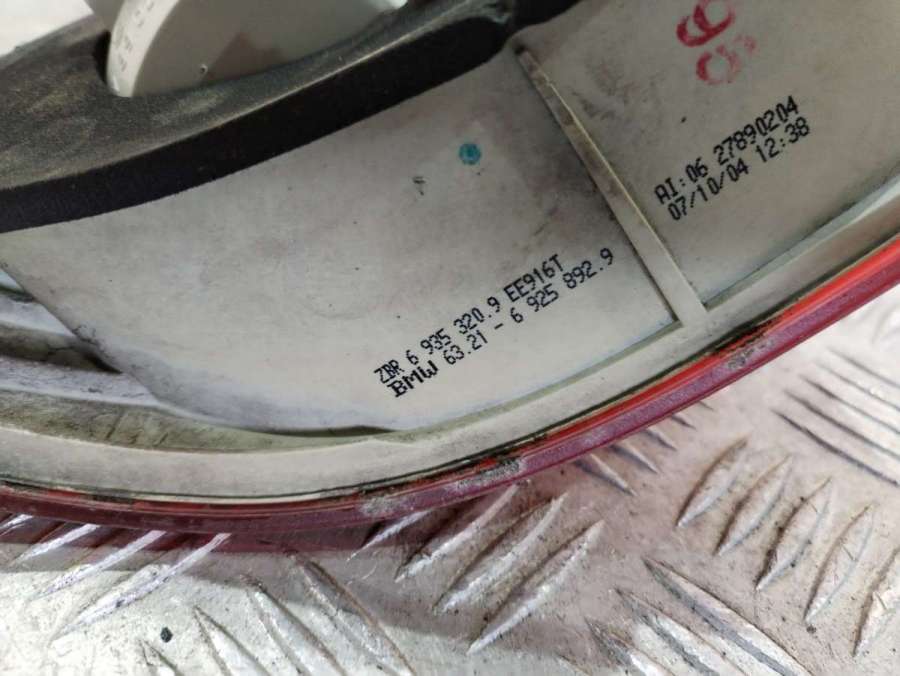 AI:06 27890204
07/10/04 12:38
ZBR 6 935 320.9 EE916T
BMW 63.21 - 6 925 892.9